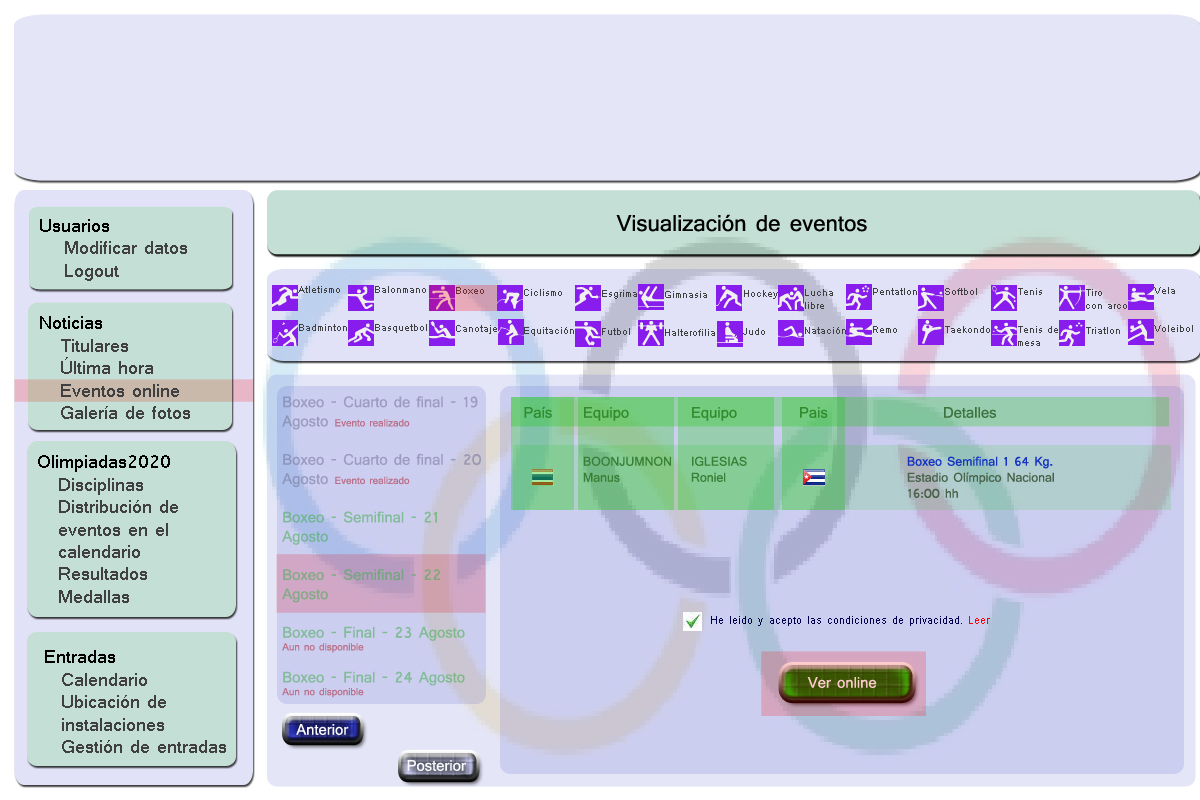 Usuarios
Modificar datos
Logout
Noticias
Titulares
Última hora
Eventos online
Galería de fotos
Olimpiadas2020
Disciplinas
Distribución de
eventos en el
calendario
Resultados
Medallas
Entradas
Calendario
Ubicación de
instalaciones
Gestión de entradas
Visualización de eventos
Atletismo
Balonmano
Boxeo
Ciclismo
Esgrima
Gimnasia
Hockey
Lucha
libre
Pentatlon
Softbol
Tenis
Tiro
con arco
Vela
Badminton
Basquetbol
Canotaje
Equitación
Futbol
Halterofilia
Judo
Natación
Remo
Taekondo
Tenis de
mesa
Triatlon
Voleibol
Boxeo - Cuarto de final - 19
Agosto Evento realizado
Boxeo - Cuarto de final - 20
Agosto Evento realizado
Boxeo - Semifinal - 21
Agosto
Boxeo - Semifinal - 22
Agosto
Boxeo - Final - 23 Agosto
Aun no disponible
Boxeo - Final - 24 Agosto
Aun no disponible
Anterior
Posterior
País Equipo Equipo Pais Detalles
BOONJUMNON
Manus
IGLESIAS
Roniel
Boxeo Semifinal 1 64 Kg.
Estadio Olímpico Nacional
16:00 hh
He leido y acepto las condiciones de privacidad. Leer
Ver online